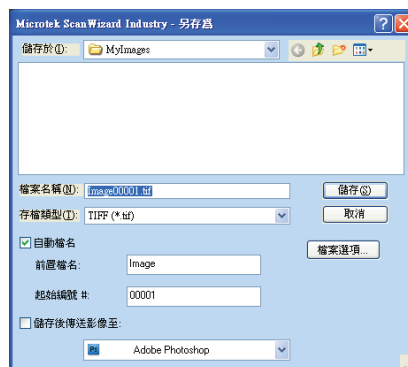 Microtek ScanWizard Industry - 另存爲
儲存於(I): MyImages
檔案名稱(N): Image00001.tif 儲存(S)
存檔類型(T): TIFF (*.tif) 取消
自動檔名 檔案選項...
前置檔名: Image
起始編號 #: 00001
儲存後傳送影像至:
Ps Adobe Photoshop